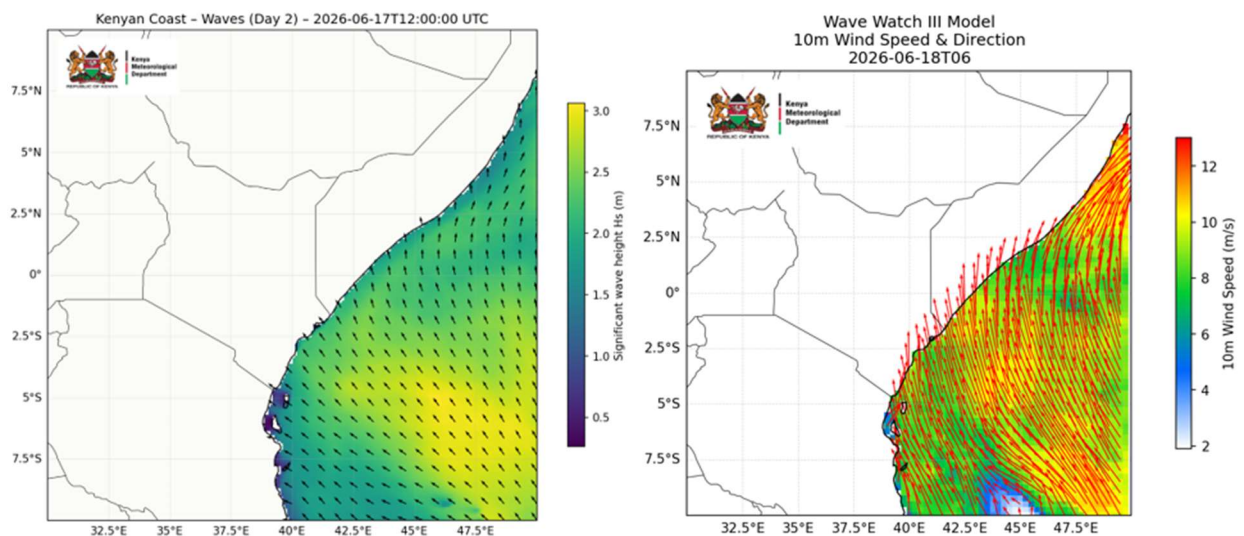 Kenyan Coast – Waves (Day 2) – 2026-06-17T12:00:00 UTC
Kenya
Meteorological
Department
REPUBLIC OF KENYA
7.5°N
5°N
2.5°N
0°
2.5°S
5°S
7.5°S
32.5°E 35°E 37.5°E 40°E 42.5°E 45°E 47.5°E
3.0
2.5
2.0
1.5
1.0
0.5
Significant wave height Hs (m)
Wave Watch III Model
10m Wind Speed & Direction
2026-06-18T06
Kenya
Meteorological
Department
REPUBLIC OF KENYA
7.5°N
5°N
2.5°N
0°
2.5°S
5°S
7.5°S
32.5°E 35°E 37.5°E 40°E 42.5°E 45°E 47.5°E
12
10
8
6
4
2
10m Wind Speed (m/s)